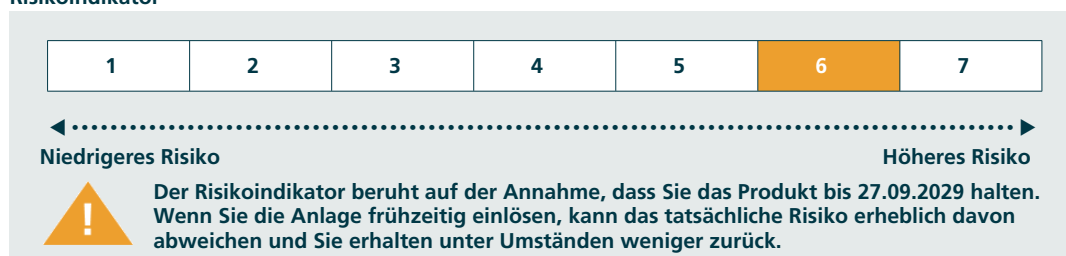 Risikoindikator
1 2 3 4 5 6 7
Niedrigeres Risiko Höheres Risiko
!
Der Risikoindikator beruht auf der Annahme, dass Sie das Produkt bis 27.09.2029 halten.
Wenn Sie die Anlage frühzeitig einlösen, kann das tatsächliche Risiko erheblich davon
abweichen und Sie erhalten unter Umständen weniger zurück.